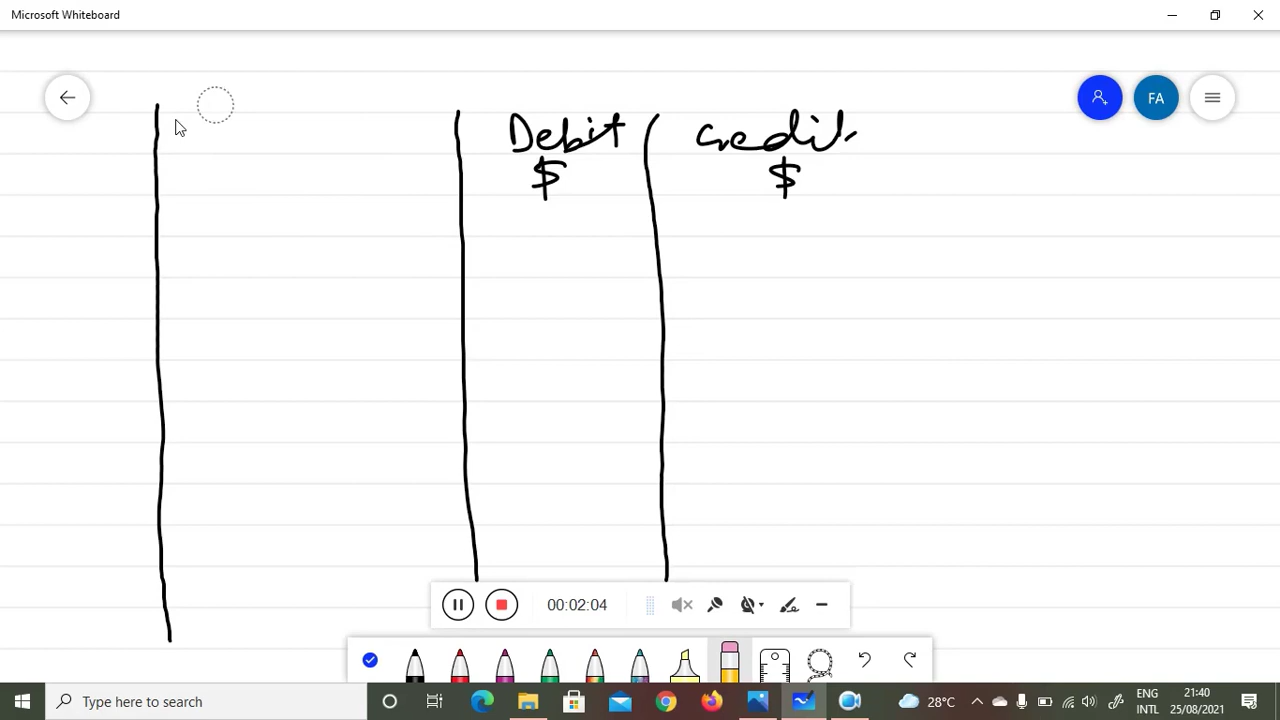 Microsoft Whiteboard
FA
Debit Credit
$ $
00:02:04
Type here to search
28°C
ENG
INTL
21:40
25/08/2021